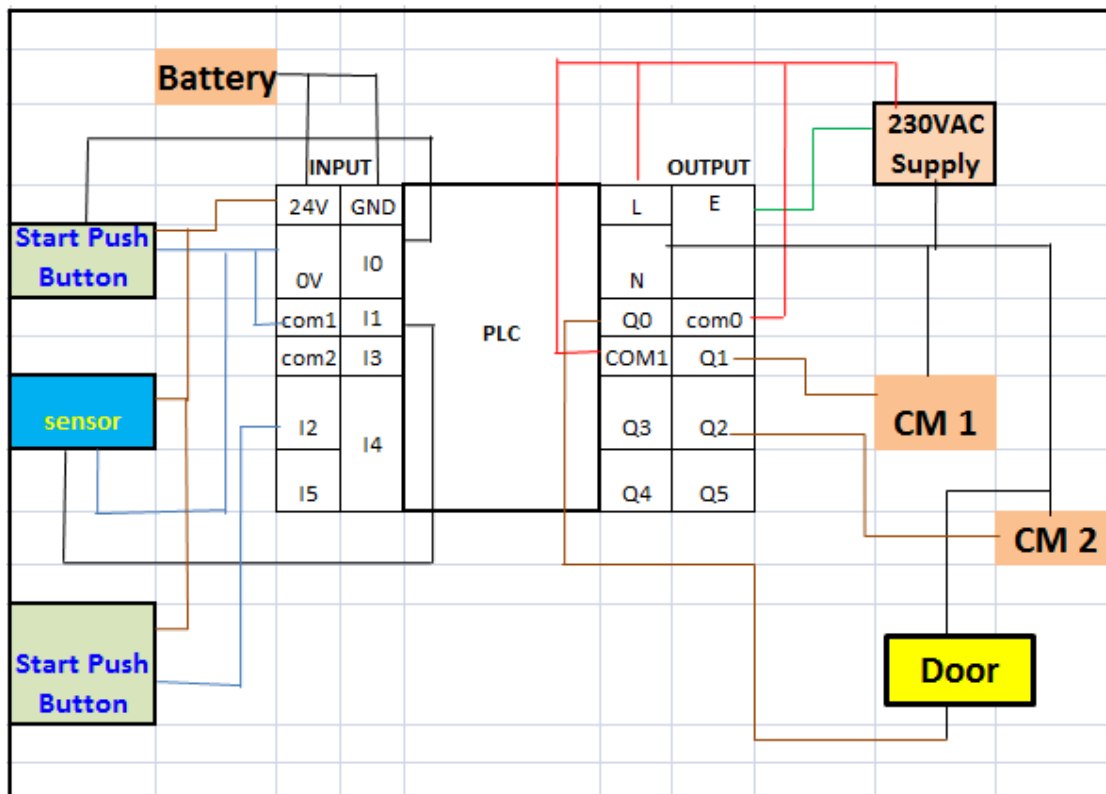 Battery
230VAC
Supply
INPUT
OUTPUT
24V GND
L E
Start Push
Button
I0
0V
N
com1 I1
PLC
Q0 com0
com2 I3
COM1 Q1
sensor
I2
I4
Q3 Q2
CM 1
I5
Q4 Q5
CM 2
Start Push
Button
Door